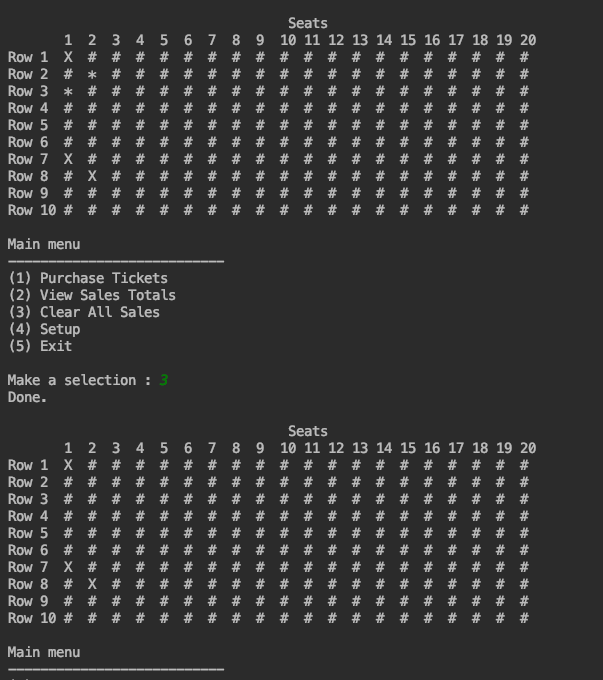 Seats
1 2 3 4 5 6 7 8 9 10 11 12 13 14 15 16 17 18 19 20
Row 1 X # # # # # # # # # # # # # # # # # # #
Row 2 # * # # # # # # # # # # # # # # # # # #
Row 3 * # # # # # # # # # # # # # # # # # # #
Row 4 # # # # # # # # # # # # # # # # # # # #
Row 5 # # # # # # # # # # # # # # # # # # # #
Row 6 # # # # # # # # # # # # # # # # # # # #
Row 7 X # # # # # # # # # # # # # # # # # # #
Row 8 # X # # # # # # # # # # # # # # # # # #
Row 9 # # # # # # # # # # # # # # # # # # # #
Row 10 # # # # # # # # # # # # # # # # # # # #
Main menu
---------------------------
(1) Purchase Tickets
(2) View Sales Totals
(3) Clear All Sales
(4) Setup
(5) Exit
Make a selection : 3
Done.
Seats
1 2 3 4 5 6 7 8 9 10 11 12 13 14 15 16 17 18 19 20
Row 1 X # # # # # # # # # # # # # # # # # # #
Row 2 # # # # # # # # # # # # # # # # # # # #
Row 3 # # # # # # # # # # # # # # # # # # # #
Row 4 # # # # # # # # # # # # # # # # # # # #
Row 5 # # # # # # # # # # # # # # # # # # # #
Row 6 # # # # # # # # # # # # # # # # # # # #
Row 7 X # # # # # # # # # # # # # # # # # # #
Row 8 # X # # # # # # # # # # # # # # # # # #
Row 9 # # # # # # # # # # # # # # # # # # # #
Row 10 # # # # # # # # # # # # # # # # # # # #
Main menu
---------------------------